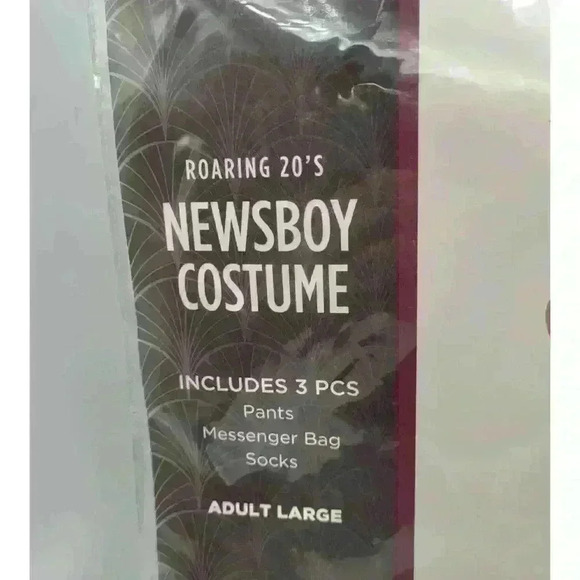 ROARING 20'S
NEWSBOY
COSTUME
INCLUDES 3 PCS
Pants
Messenger Bag
Socks
ADULT LARGE